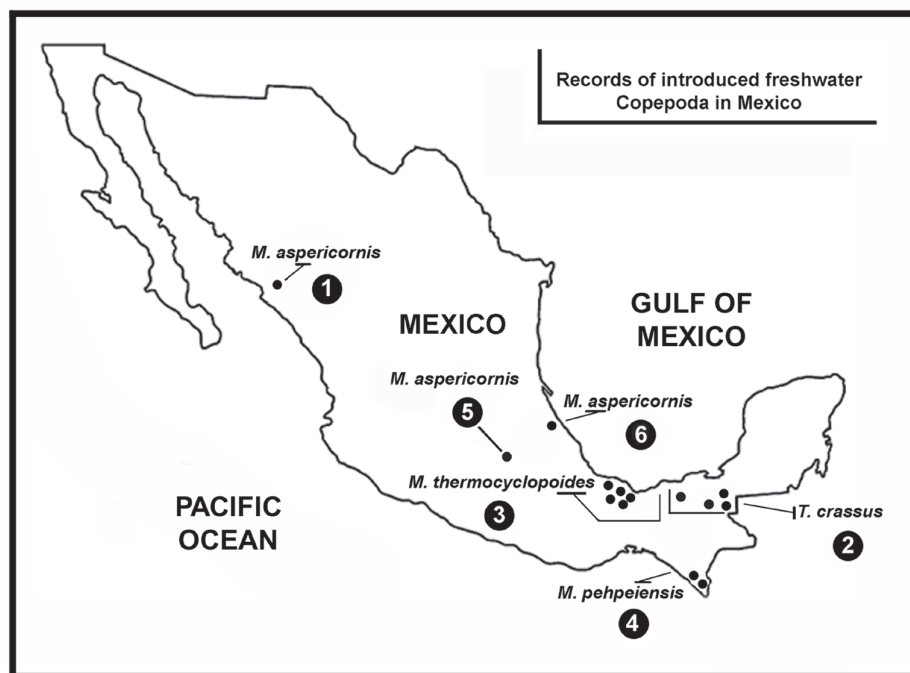 Records of introduced freshwater
Copepoda in Mexico
M. aspericornis
1
GULF OF
MEXICO
MEXICO
M. aspericornis
5
M. aspericornis
6
M. thermocyclopoides
3
PACIFIC
OCEAN
T. crassus
2
M. pehpeiensis
4